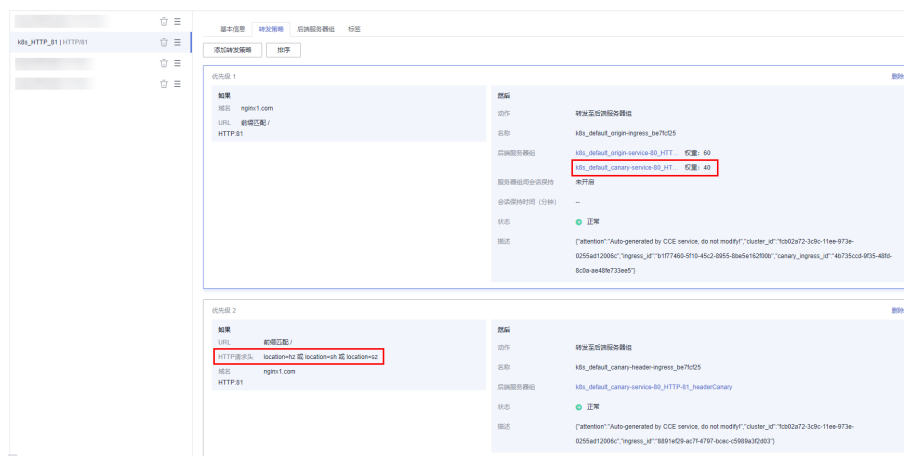 基本信息 转发策略 后端服务器组 标签
k8s_HTTP_81 | HTTP/81
添加转发策略 排序
优先级 1 删除
如果
域名 nginx1.com
URL 前缀匹配 /
HTTP:81
然后
动作 转发至后端服务器组
名称 k8s_default_origin-ingress_be7fcf25
后端服务器组 k8s_default_origin-service-80_HTT... 权重：60
k8s_default_canary-service-80_HT... 权重：40
服务器组间会话保持 未开启
会话保持时间（分钟） --
状态 正常
描述 {"attention":"Auto-generated by CCE service, do not modify!","cluster_id":"fcb02a72-3c9c-11ee-973e-
0255ad12006c","ingress_id":"b1f77460-5f10-45c2-8955-8be5e162f00b","canary_ingress_id":"4b735ccd-9f35-48fd-
8c0a-ae48fe733ee5"}
优先级 2 删除
如果
URL 前缀匹配 /
HTTP请求头 location=hz 或 location=sh 或 location=sz
域名 nginx1.com
HTTP:81
然后
动作 转发至后端服务器组
名称 k8s_default_canary-header-ingress_be7fcf25
后端服务器组 k8s_default_canary-service-80_HTTP-81_headerCanary
状态 正常
描述 {"attention":"Auto-generated by CCE service, do not modify!","cluster_id":"fcb02a72-3c9c-11ee-973e-
0255ad12006c","ingress_id":"8891ef29-ac7f-4797-bcec-c5989a3f2d03"}